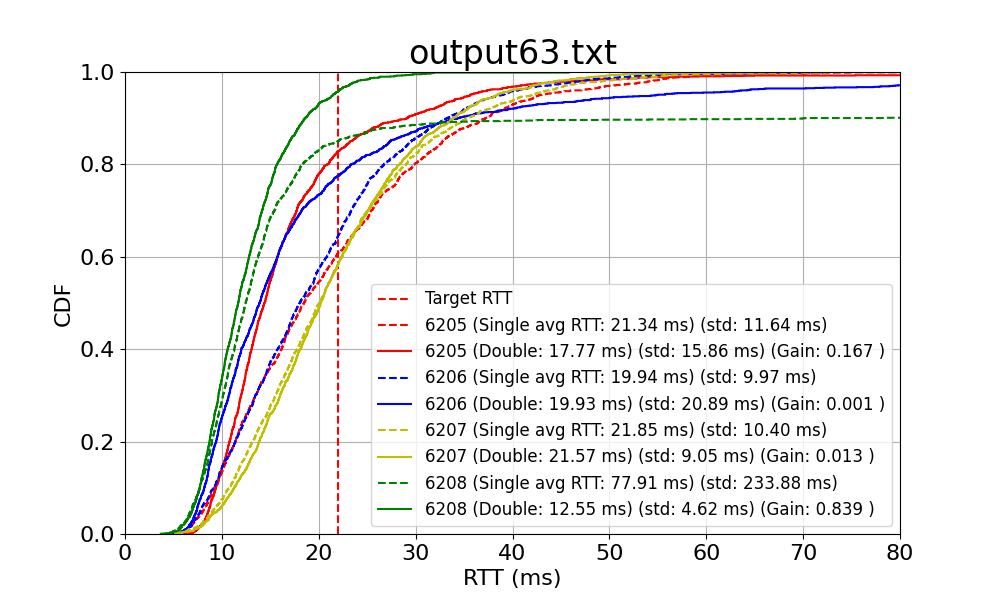 output63.txt
1.0
0.8
0.6
0.4
0.2
0.0
CDF
Target RTT
6205 (Single avg RTT: 21.34 ms) (std: 11.64 ms)
6205 (Double: 17.77 ms) (std: 15.86 ms) (Gain: 0.167 )
6206 (Single avg RTT: 19.94 ms) (std: 9.97 ms)
6206 (Double: 19.93 ms) (std: 20.89 ms) (Gain: 0.001 )
6207 (Single avg RTT: 21.85 ms) (std: 10.40 ms)
6207 (Double: 21.57 ms) (std: 9.05 ms) (Gain: 0.013 )
6208 (Single avg RTT: 77.91 ms) (std: 233.88 ms)
6208 (Double: 12.55 ms) (std: 4.62 ms) (Gain: 0.839 )
0 10 20 30 40 50 60 70 80
RTT (ms)